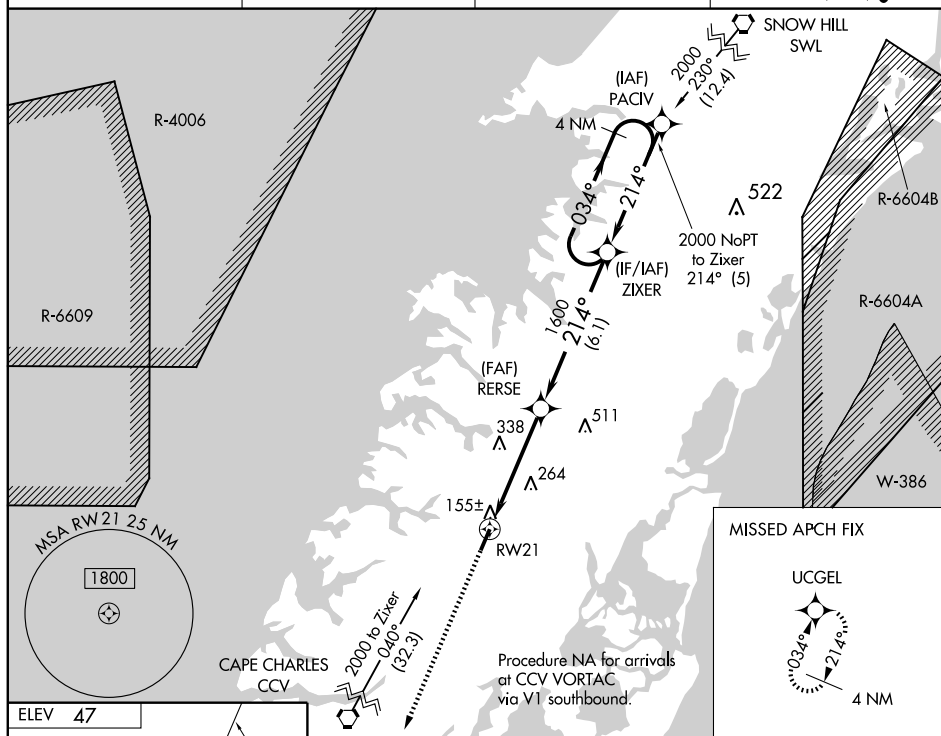 SNOW HILL
SWL
2000
230°
(12.4)
(IAF)
PACIV
4 NM
R-4006
034°
214°
522
R-6604B
2000 NoPT
to Zixer
214° (5)
(IF/IAF)
ZIXER
R-6609
R-6604A
1600
214°
(6.1)
(FAF)
RERSE
338
511
264
W-386
155±
RW21
MSA RW21 25 NM
1800
MISSED APCH FIX
UCGEL
034°
214°
4 NM
2000 to Zixer
040°
(32.3)
CAPE CHARLES
CCV
Procedure NA for arrivals
at CCV VORTAC
via V1 southbound.
ELEV 47